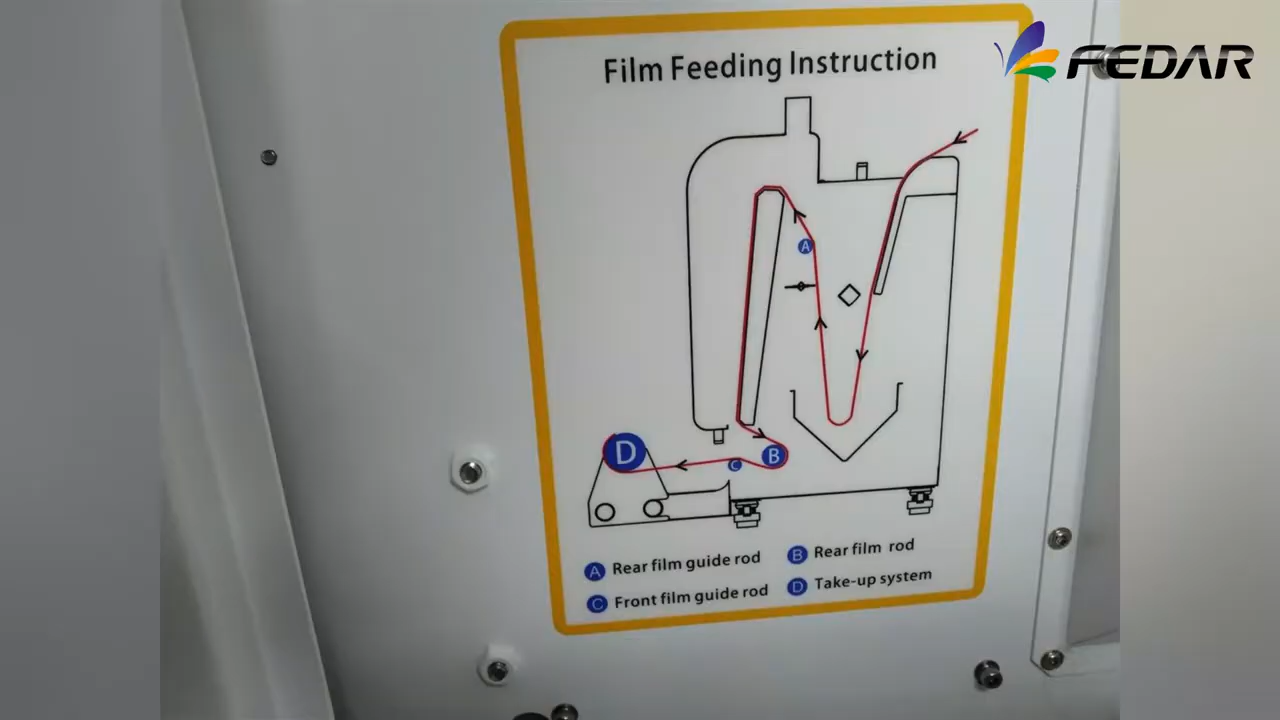 FEDAR
Film Feeding Instruction
A
D
C
B
A Rear film guide rod
B Rear film rod
C Front film guide rod
D Take-up system